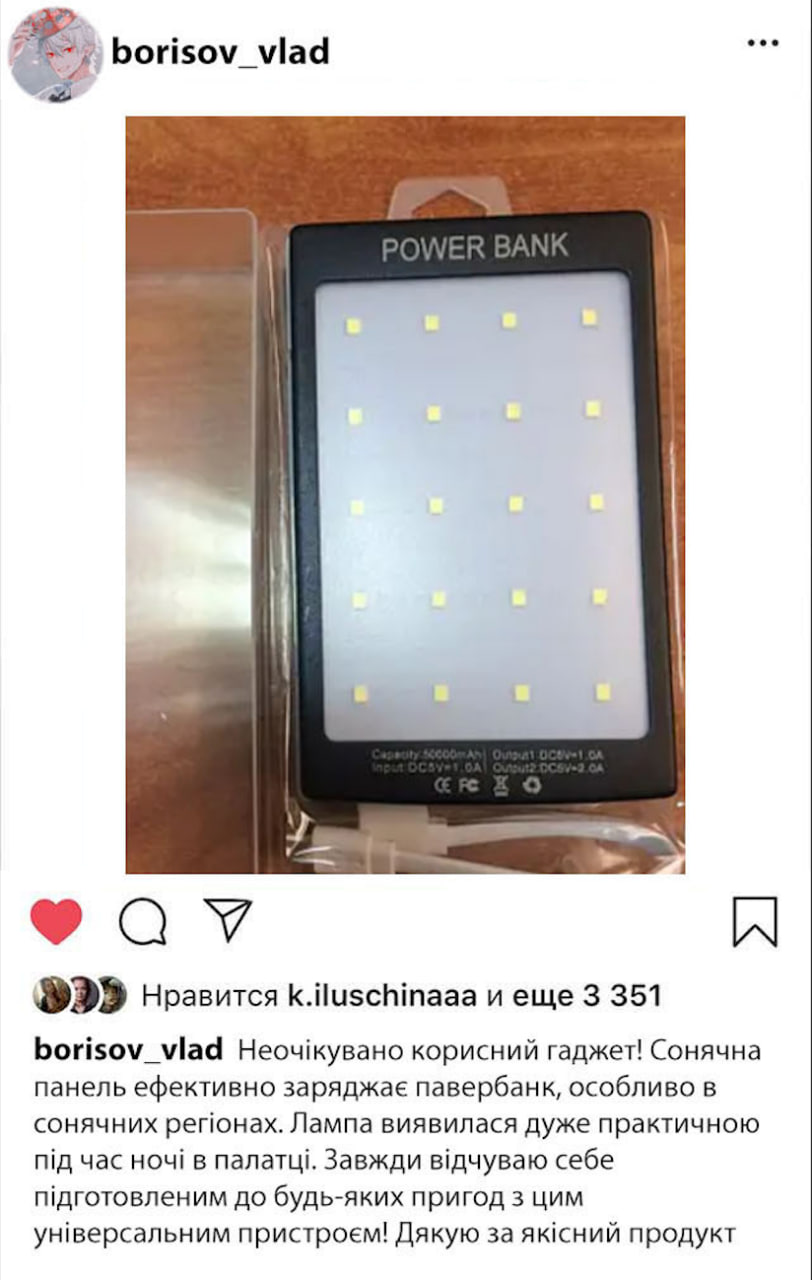 borisov_vlad
POWER BANK
Capacity:50000mAh Output1:DC5V=1.0A
Input:DC5V=1.0A Output2:DC5V=2.0A
CE FC
Нравится k.iluschinaaa и еще 3 351
borisov_vlad Неочікувано корисний гаджет! Сонячна
панель ефективно заряджає павербанк, особливо в
сонячних регіонах. Лампа виявилася дуже практичною
під час ночі в палатці. Завжди відчуваю себе
підготовленим до будь-яких пригод з цим
універсальним пристроєм! Дякую за якісний продукт